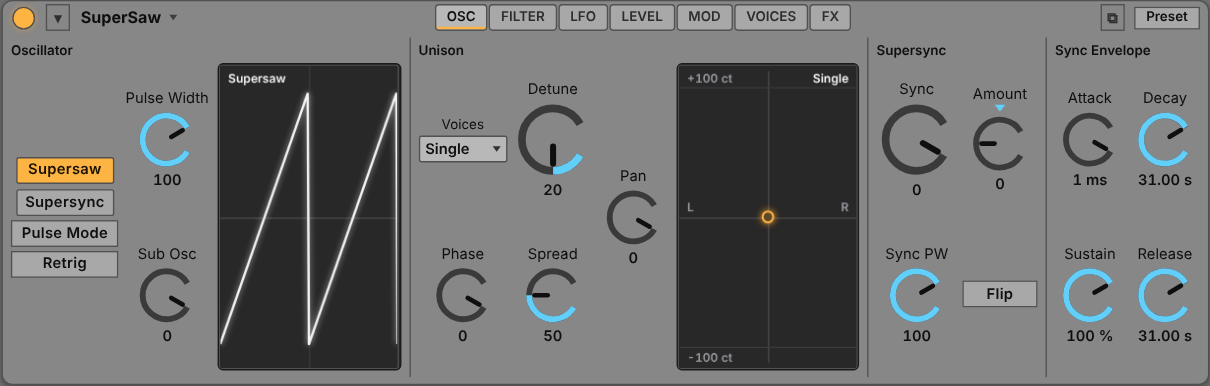 SuperSaw
OSC FILTER LFO LEVEL MOD VOICES FX
Preset
Oscillator
Pulse Width
100
Supersaw
Supersync
Pulse Mode
Retrig
Sub Osc
0
Supersaw
Unison
Voices
Single
Detune
20
Pan
0
Phase
0
Spread
50
+100 ct
Single
L
R
-100 ct
Supersync
Sync
0
Amount
0
Sync PW
100
Flip
Sync Envelope
Attack
1 ms
Decay
31.00 s
Sustain
100 %
Release
31.00 s